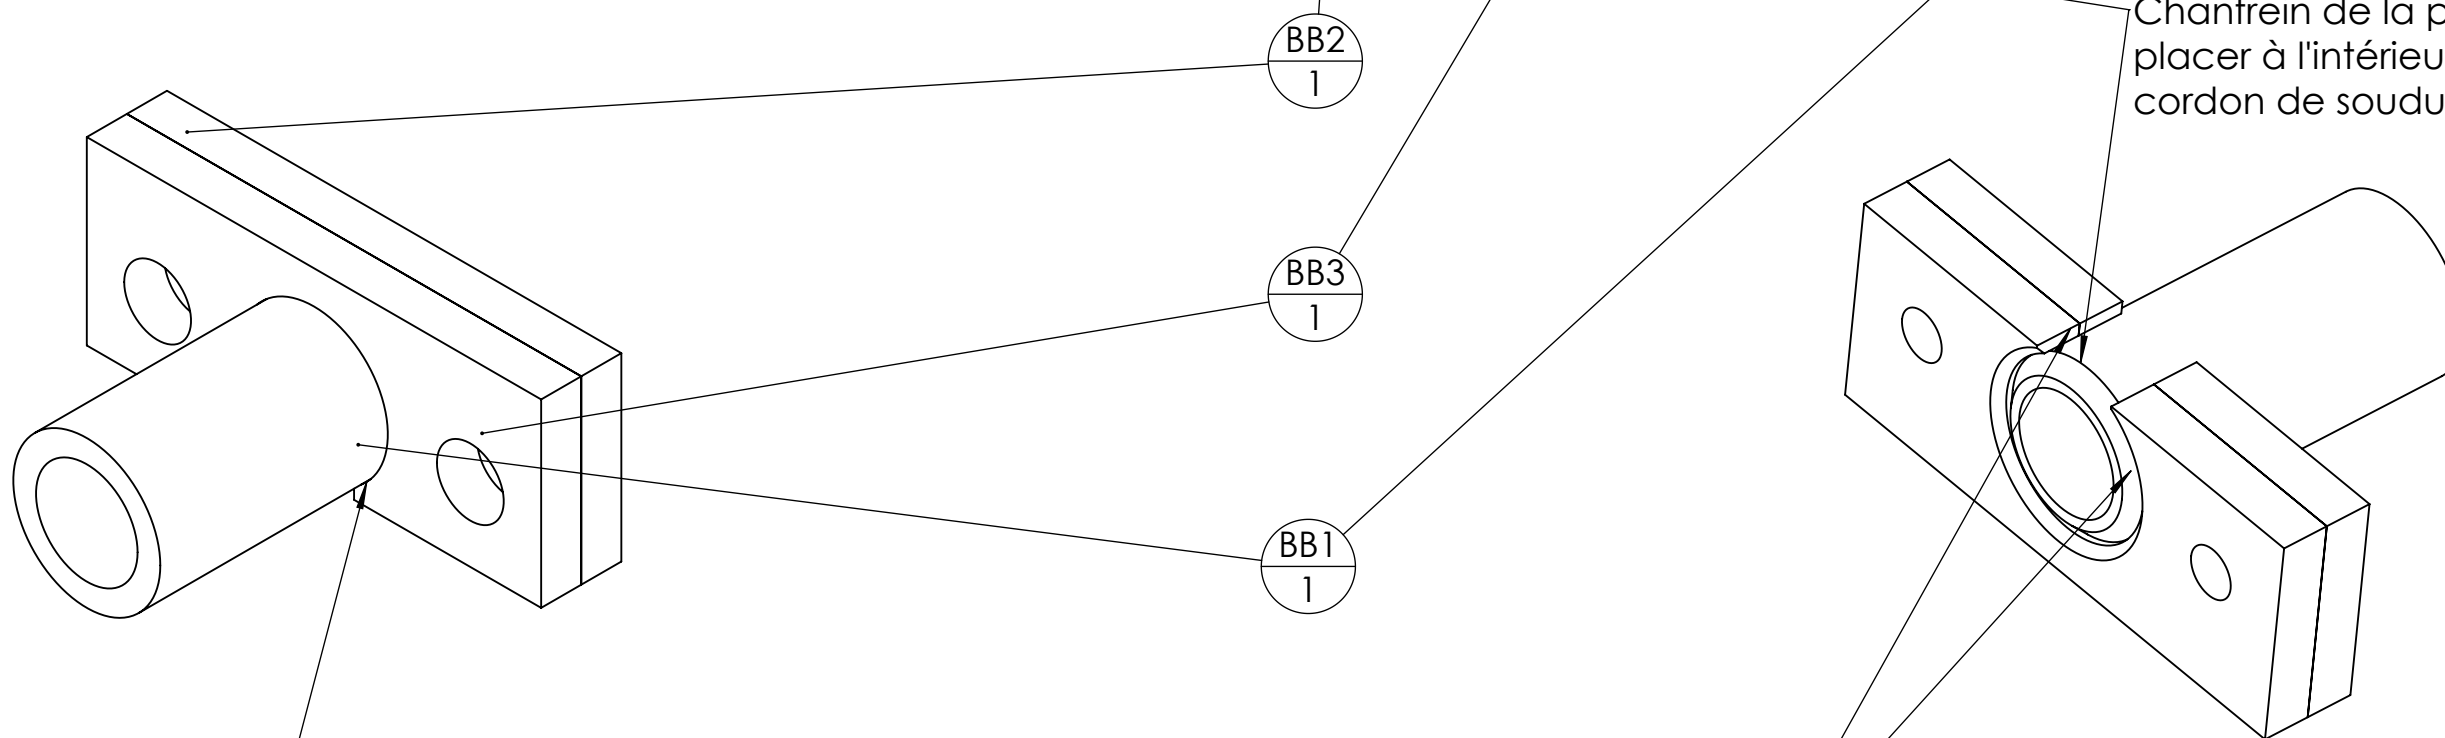 BB2
1
Chantrein de la
placer à l'intérieu
cordon de soudu
BB3
1
BB1
1